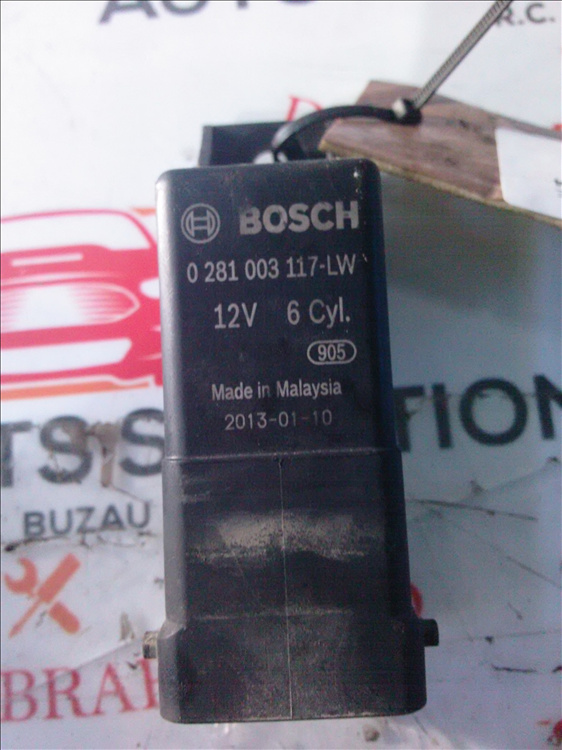 R.C.
BOSCH
0 281 003 117-LW
12V 6 Cyl.
905
Made in Malaysia
2013-01-10
BUZAU